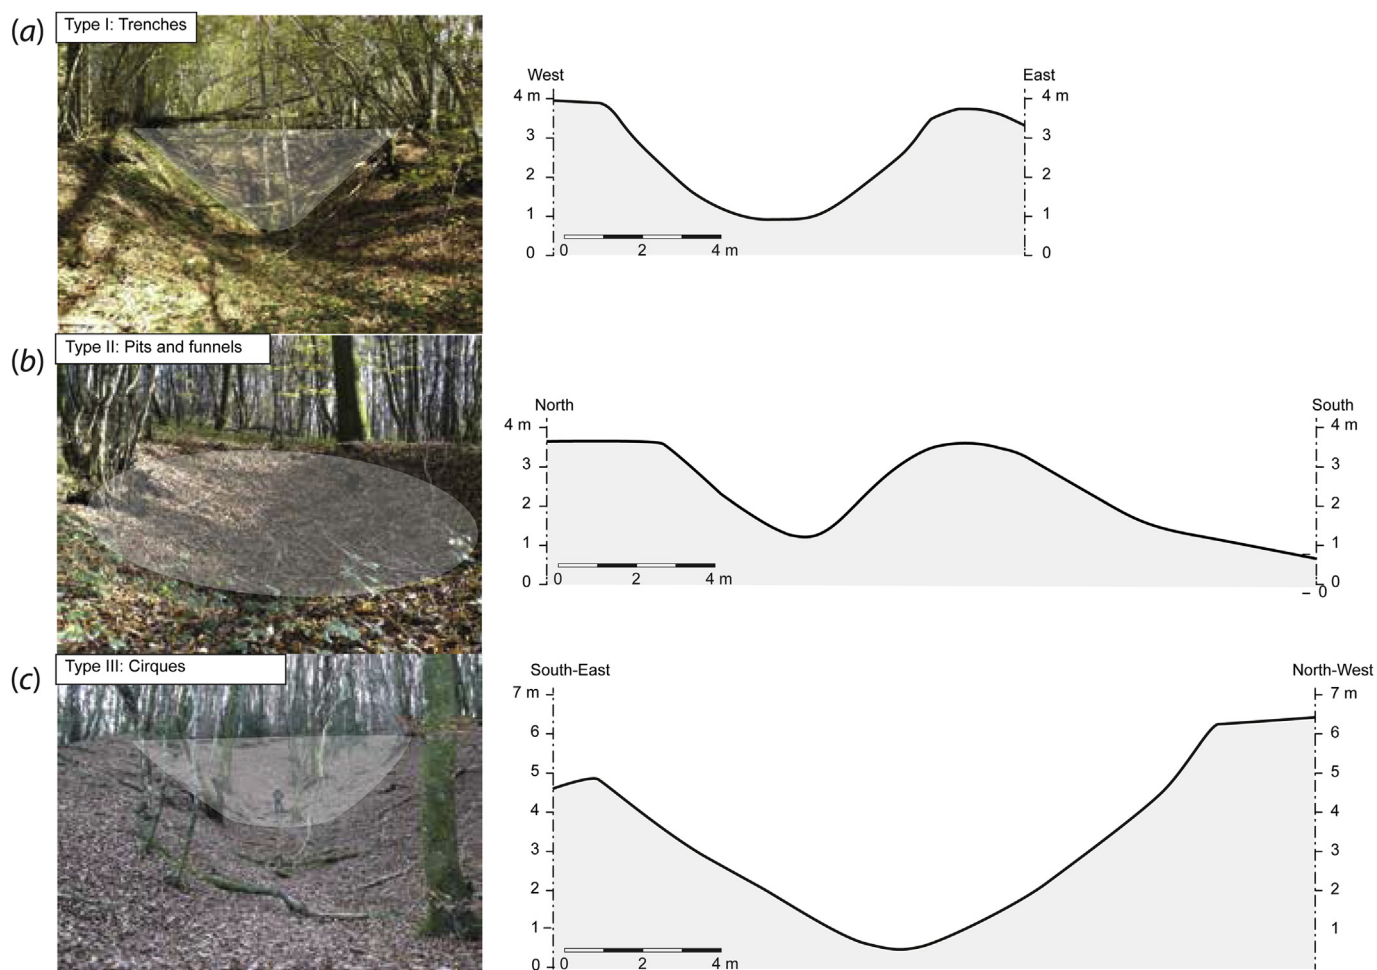 (a) Type I: Trenches
West East
4 m 4 m
3 3
2 2
1 1
0 0
0 2 4 m
(b) Type II: Pits and funnels
North South
4 m 4 m
3 3
2 2
1 1
0 0
0 2 4 m
– 0
(c) Type III: Cirques
South-East North-West
7 m 7 m
6 6
5 5
4 4
3 3
2 2
1 1
0
0 2 4 m